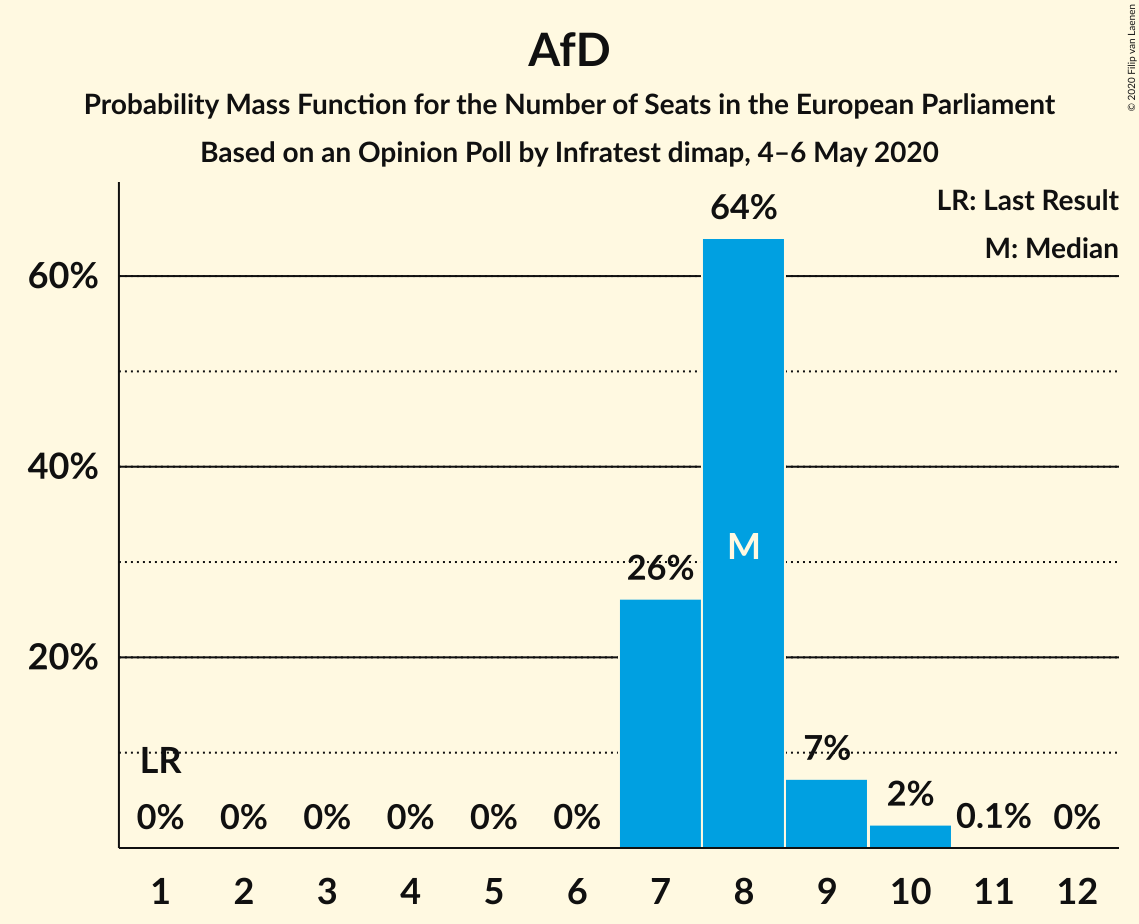 AfD
Probability Mass Function for the Number of Seats in the European Parliament
Based on an Opinion Poll by Infratest dimap, 4–6 May 2020
© 2020 Filip van Laenen
LR: Last Result
M: Median
64%
60%
40%
M
26%
20%
LR
7%
2%
0% 0% 0% 0% 0% 0% 0.1% 0%
1 2 3 4 5 6 7 8 9 10 11 12